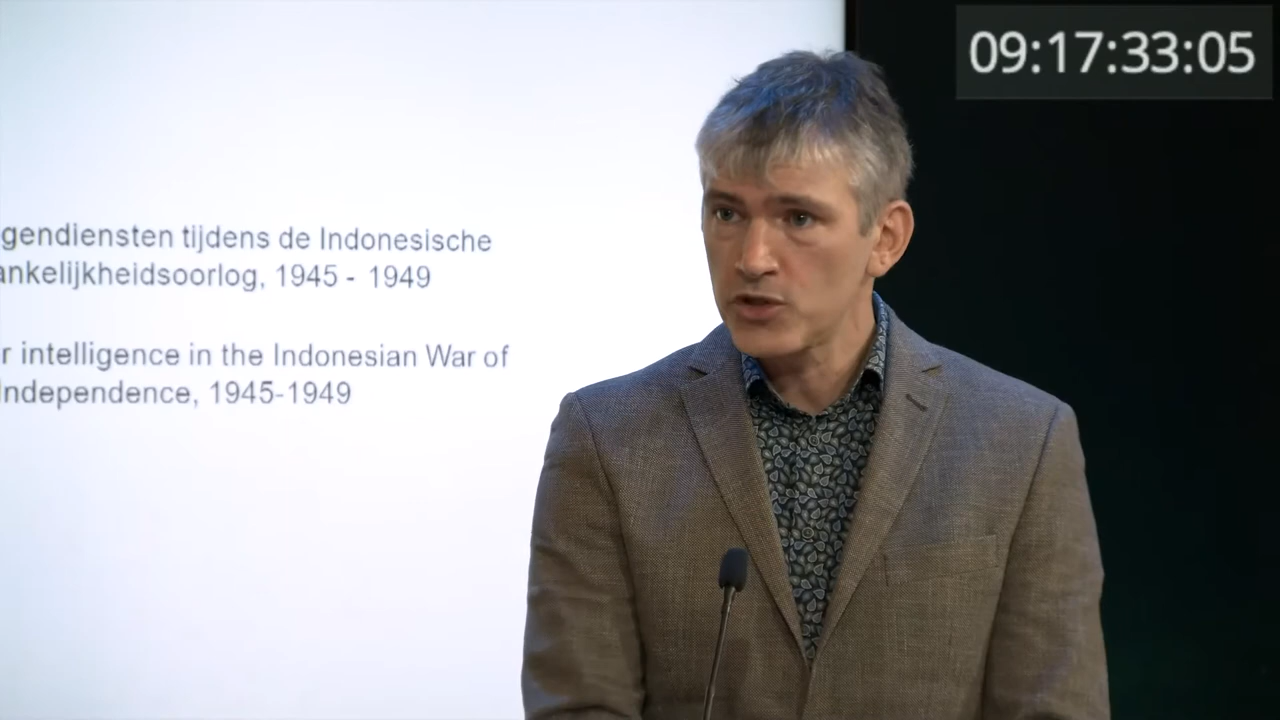 09:17:33:05
gendiensten tijdens de Indonesische
ankelijkheidsoorlog, 1945 - 1949
r intelligence in the Indonesian War of
Independence, 1945-1949